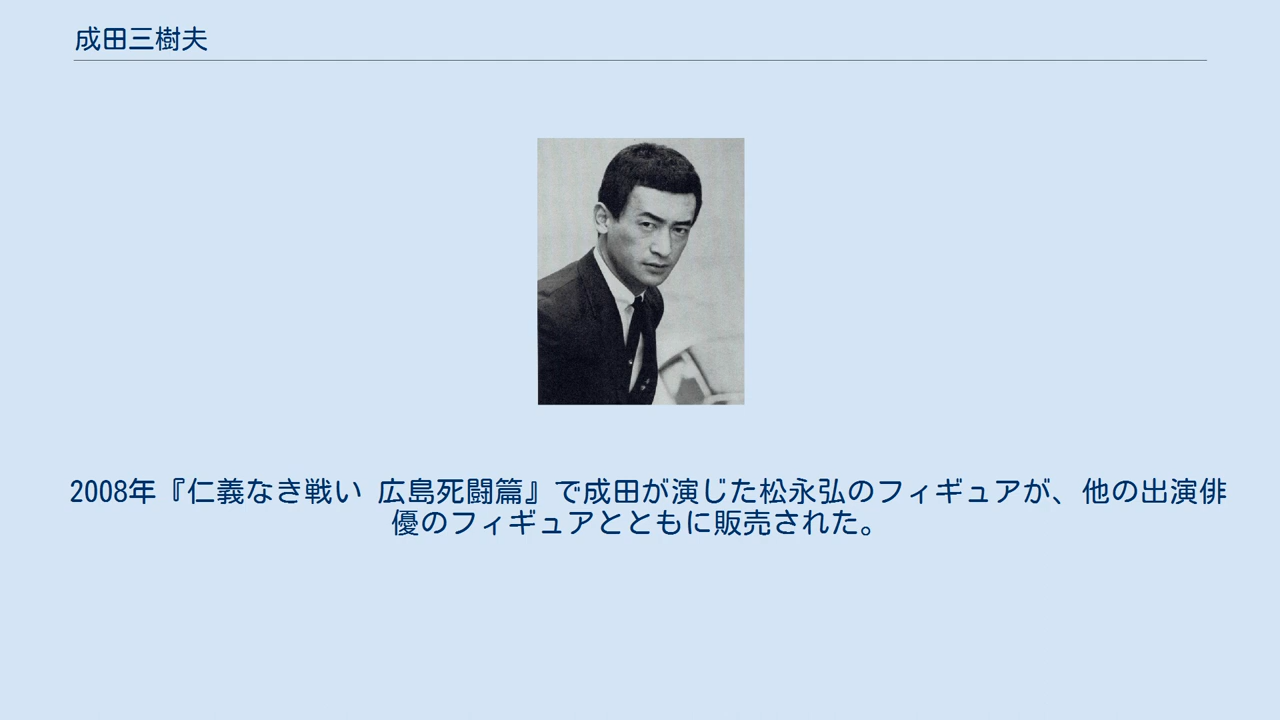 成田三樹夫
2008年『仁義なき戦い 広島死闘篇』で成田が演じた松永弘のフィギュアが、他の出演俳
優のフィギュアとともに販売された。